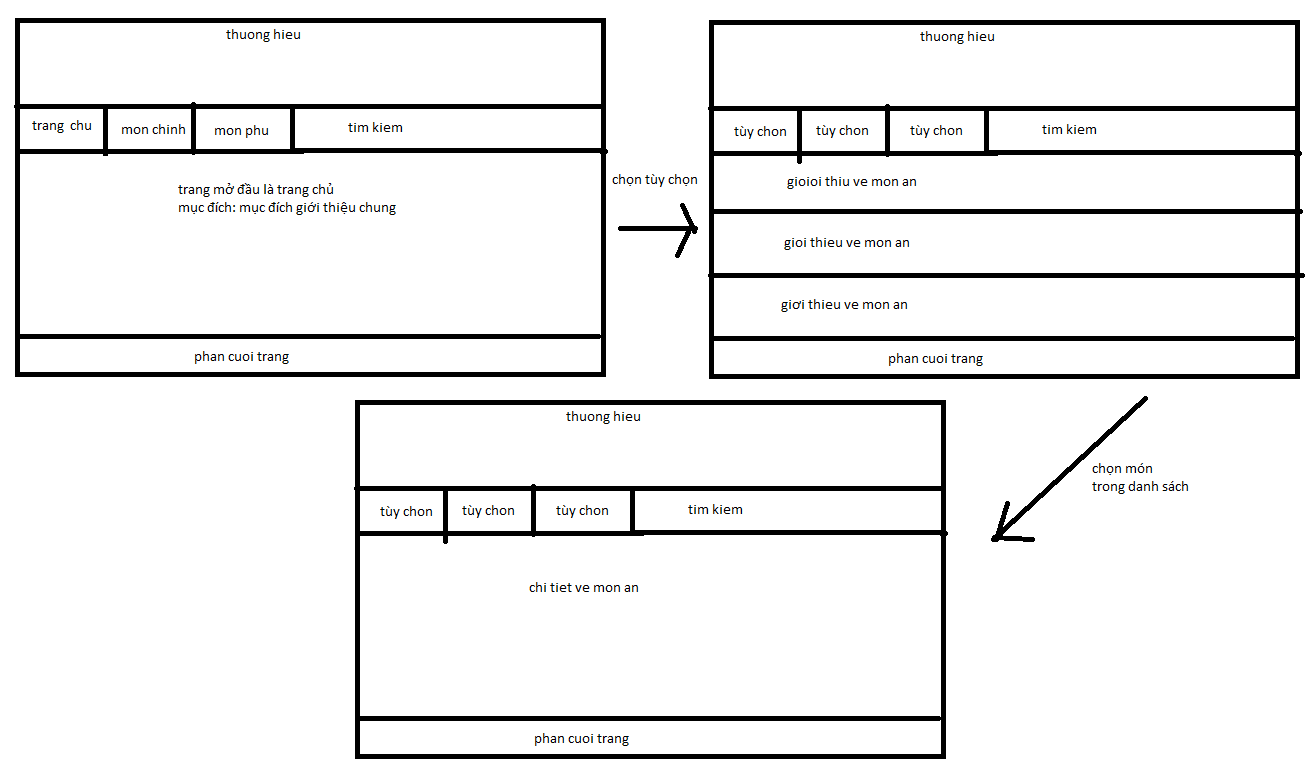 thuong hieu
trang chu
mon chinh
mon phu
tim kiem
trang mở đầu là trang chủ
mục đích: mục đích giới thiệu chung
phan cuoi trang
chọn tùy chọn
thuong hieu
tùy chon
tùy chon
tùy chon
tim kiem
gioioi thiu ve mon an
gioi thieu ve mon an
giơi thieu ve mon an
phan cuoi trang
chọn món
trong danh sách
thuong hieu
tùy chon
tùy chon
tùy chon
tim kiem
chi tiet ve mon an
phan cuoi trang